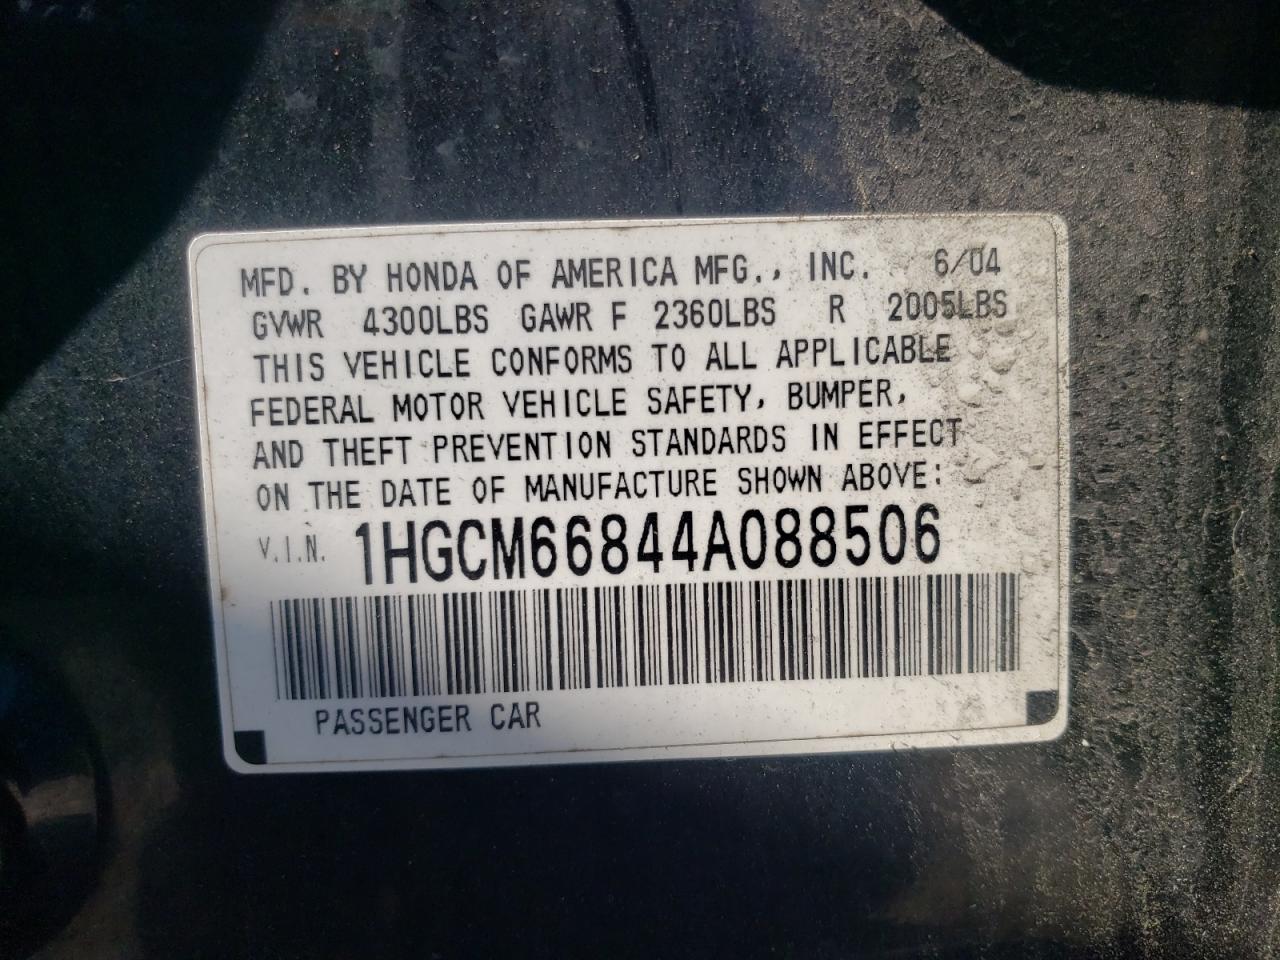 MFD. BY HONDA OF AMERICA MFG., INC. 6/04
GVWR 4300LBS GAWR F 2360LBS R 2005LBS
THIS VEHICLE CONFORMS TO ALL APPLICABLE
FEDERAL MOTOR VEHICLE SAFETY, BUMPER,
AND THEFT PREVENTION STANDARDS IN EFFECT
ON THE DATE OF MANUFACTURE SHOWN ABOVE:
V.I.N. 1HGCM66844A088506
PASSENGER CAR